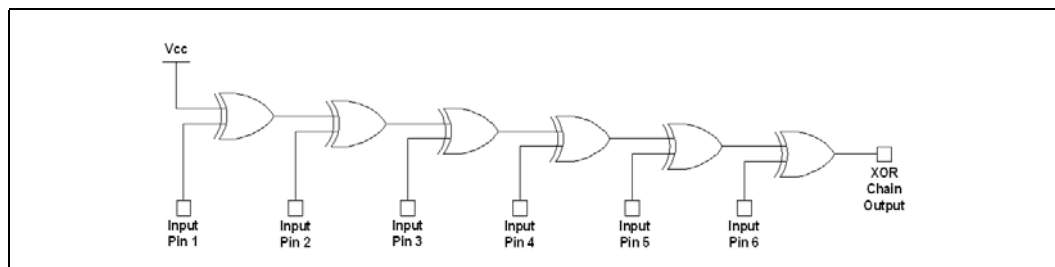 Vcc
Input
Pin 1
Input
Pin 2
Input
Pin 3
Input
Pin 4
Input
Pin 5
Input
Pin 6
XOR
Chain
Output